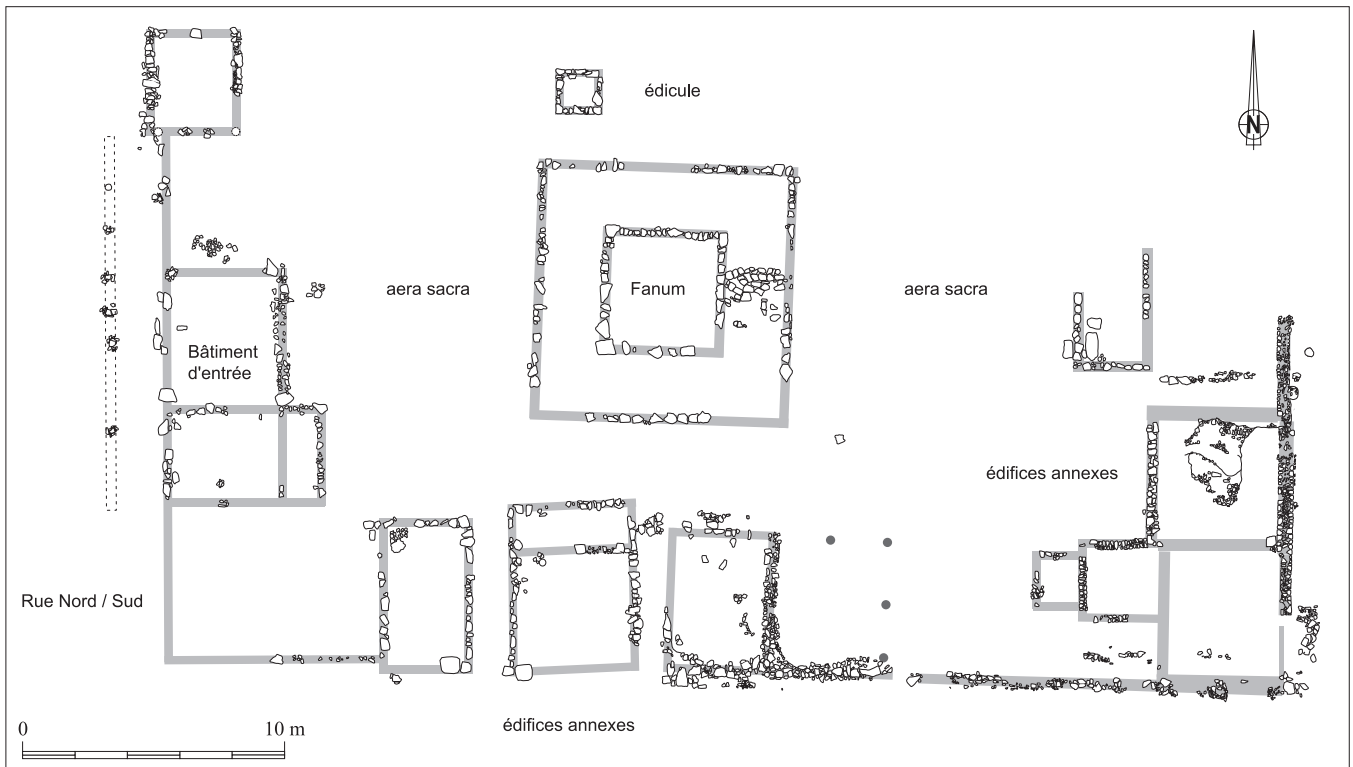 édicule
N
aera sacra
Fanum
aera sacra
Bâtiment
d'entrée
édifices annexes
Rue Nord / Sud
0
10 m
édifices annexes